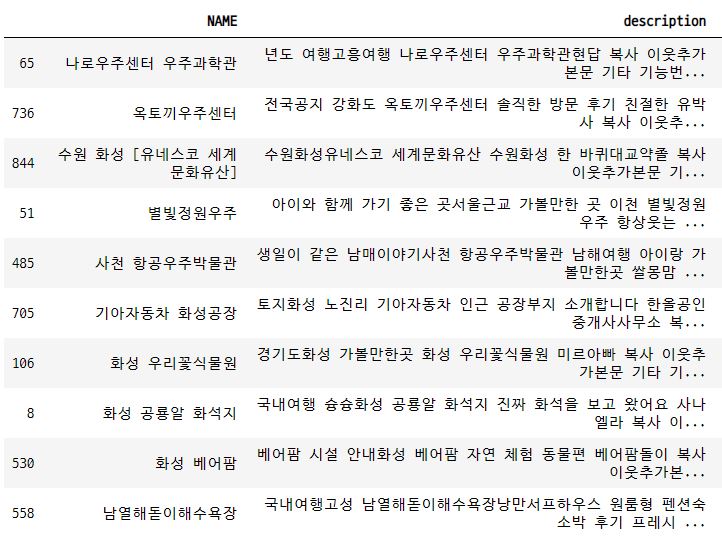 NAME description
65 나로우주센터 우주과학관 년도 여행고흥여행 나로우주센터 우주과학관현답 복사 이웃추가
본문 기타 기능번...
736 옥토끼우주센터 전국공지 강화도 옥토끼우주센터 솔직한 방문 후기 친절한 유박
사 복사 이웃추...
844 수원 화성 [유네스코 세계
문화유산] 수원화성유네스코 세계문화유산 수원화성 한 바퀴대교약졸 복사
이웃추가본문 기...
51 별빛정원우주 아이와 함께 가기 좋은 곳서울근교 가볼만한 곳 이천 별빛정원
우주 항상웃는 ...
485 사천 항공우주박물관 생일이 같은 남매이야기사천 항공우주박물관 남해여행 아이랑 가
볼만한곳 쌀몽맘 ...
705 기아자동차 화성공장 토지화성 노진리 기아자동차 인근 공장부지 소개합니다 한올공인
중개사사무소 복...
106 화성 우리꽃식물원 경기도화성 가볼만한곳 화성 우리꽃식물원 미르아빠 복사 이웃추
가본문 기타 기...
8 화성 공룡알 화석지 국내여행 슝슝화성 공룡알 화석지 진짜 화석을 보고 왔어요 사나
엘라 복사 이...
530 화성 베어팜 베어팜 시설 안내화성 베어팜 자연 체험 동물편 베어팜돌이 복사
이웃추가본...
558 남열해돋이해수욕장 국내여행고성 남열해돋이해수욕장낭만서프하우스 원룸형 펜션숙
소박 후기 프레시 ...